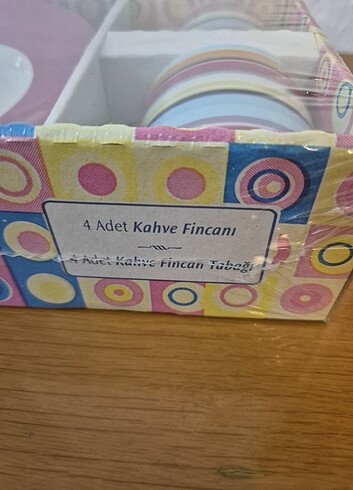 4 Adet Kahve Fincanı
4 Adet Kahve Fincan Tabağı